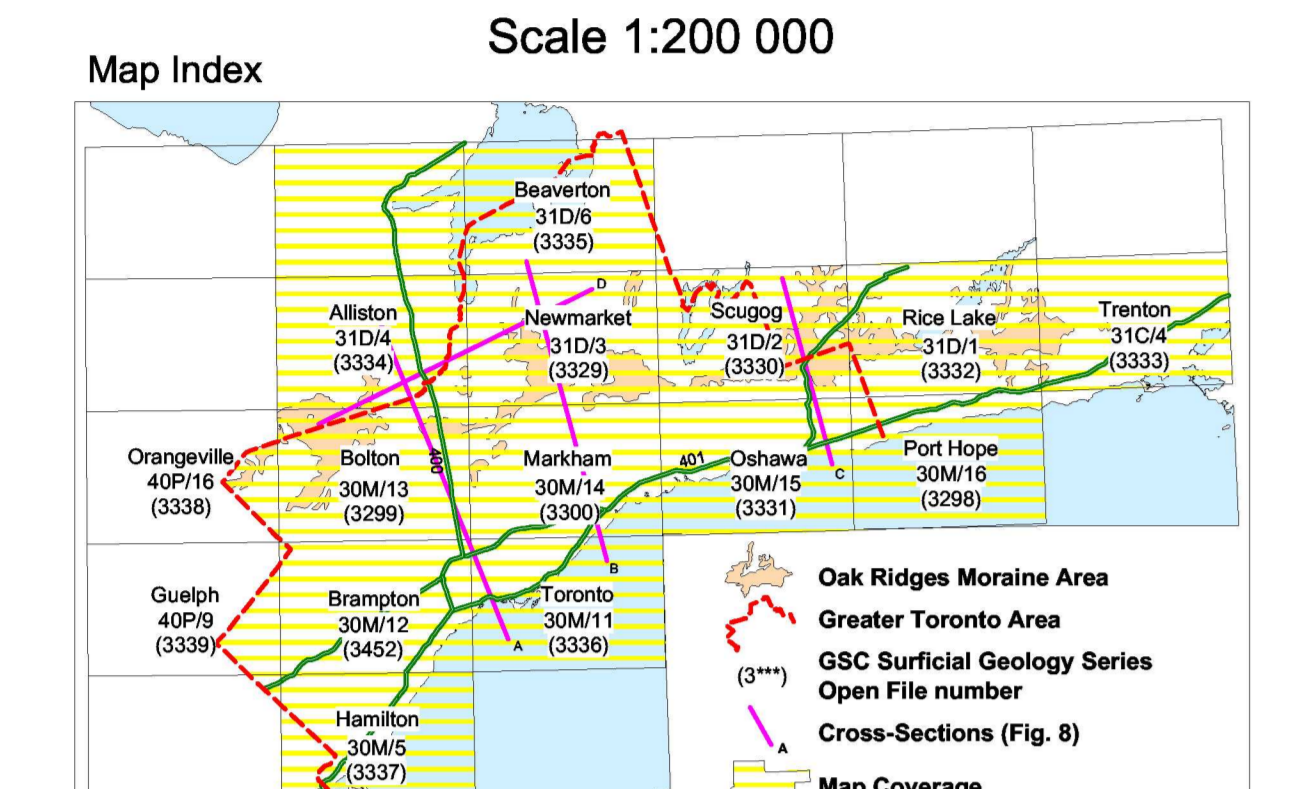 Scale 1:200 000
Map Index
Beaverton
31D/6
(3335)
D
Alliston
31D/4
(3334)
Newmarket
31D/3
(3329)
Scugog
31D/2
(3330)
Rice Lake
31D/1
(3332)
Trenton
31C/4
(3333)
Orangeville
40P/16
(3338)
Bolton
30M/13
(3299)
400
Markham
30M/14
(3300)
401
Oshawa
30M/15
(3331)
C
Port Hope
30M/16
(3298)
B
Guelph
40P/9
(3339)
Brampton
30M/12
(3452)
Toronto
30M/11
(3336)
A
Hamilton
30M/5
(3337)
Oak Ridges Moraine Area
Greater Toronto Area
(3***)
GSC Surficial Geology Series
Open File number
A
Cross-Sections (Fig. 8)
Map Coverage